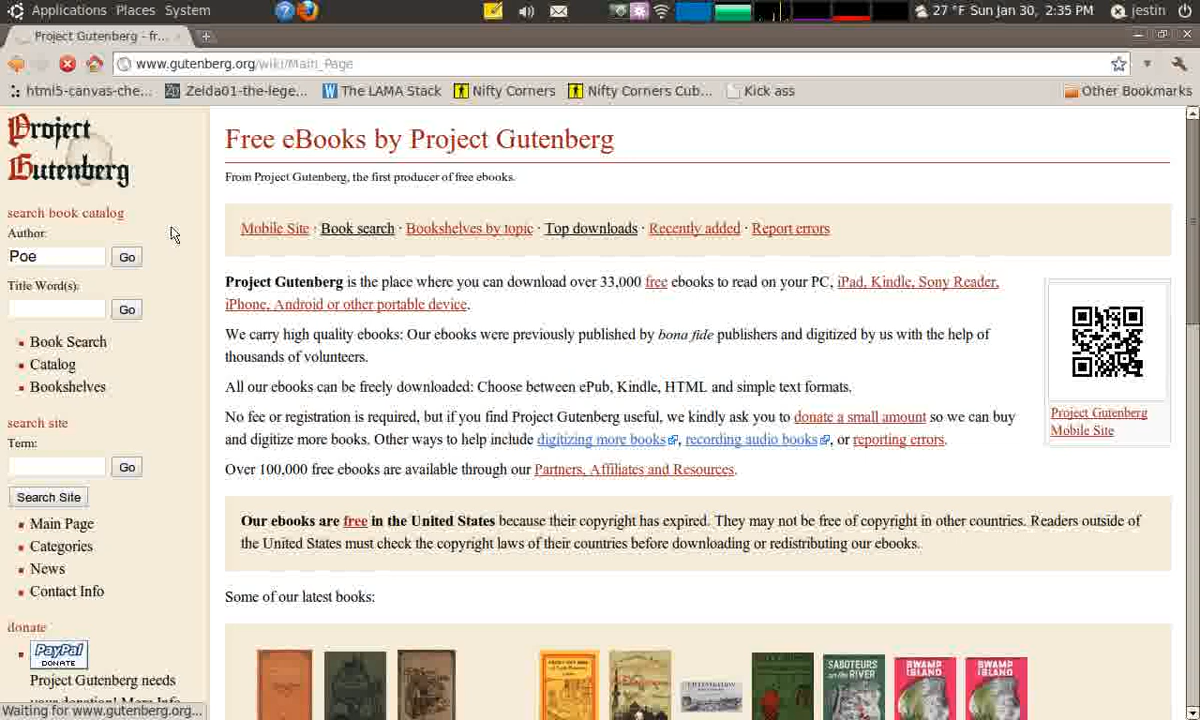 Applications Places System
27 °F Sun Jan 30, 2:35 PM jestin
Project Gutenberg - fr...
www.gutenberg.org/wiki/Main_Page
html5-canvas-che... Zelda01-the-lege... The LAMA Stack Nifty Corners Nifty Corners Cub... Kick ass Other Bookmarks
Project
Gutenberg
search book catalog
Author:
Poe Go
Title Word(s):
Go
Book Search
Catalog
Bookshelves
search site
Term:
Go
Search Site
Main Page
Categories
News
Contact Info
donate
PayPal
DONATE
Project Gutenberg needs
your donation! More Info
Waiting for www.gutenberg.org...
Free eBooks by Project Gutenberg
From Project Gutenberg, the first producer of free ebooks.
Mobile Site · Book search · Bookshelves by topic · Top downloads · Recently added · Report errors
Project Gutenberg is the place where you can download over 33,000 free ebooks to read on your PC, iPad, Kindle, Sony Reader,
iPhone, Android or other portable device.
We carry high quality ebooks: Our ebooks were previously published by bona fide publishers and digitized by us with the help of
thousands of volunteers.
All our ebooks can be freely downloaded: Choose between ePub, Kindle, HTML and simple text formats.
No fee or registration is required, but if you find Project Gutenberg useful, we kindly ask you to donate a small amount so we can buy
and digitize more books. Other ways to help include digitizing more books, recording audio books, or reporting errors.
Over 100,000 free ebooks are available through our Partners, Affiliates and Resources.
Project Gutenberg
Mobile Site
Our ebooks are free in the United States because their copyright has expired. They may not be free of copyright in other countries. Readers outside of
the United States must check the copyright laws of their countries before downloading or redistributing our ebooks.
Some of our latest books:
SABOTEURS
ON THE
RIVER
SWAMP
ISLAND
SWAMP
ISLAND